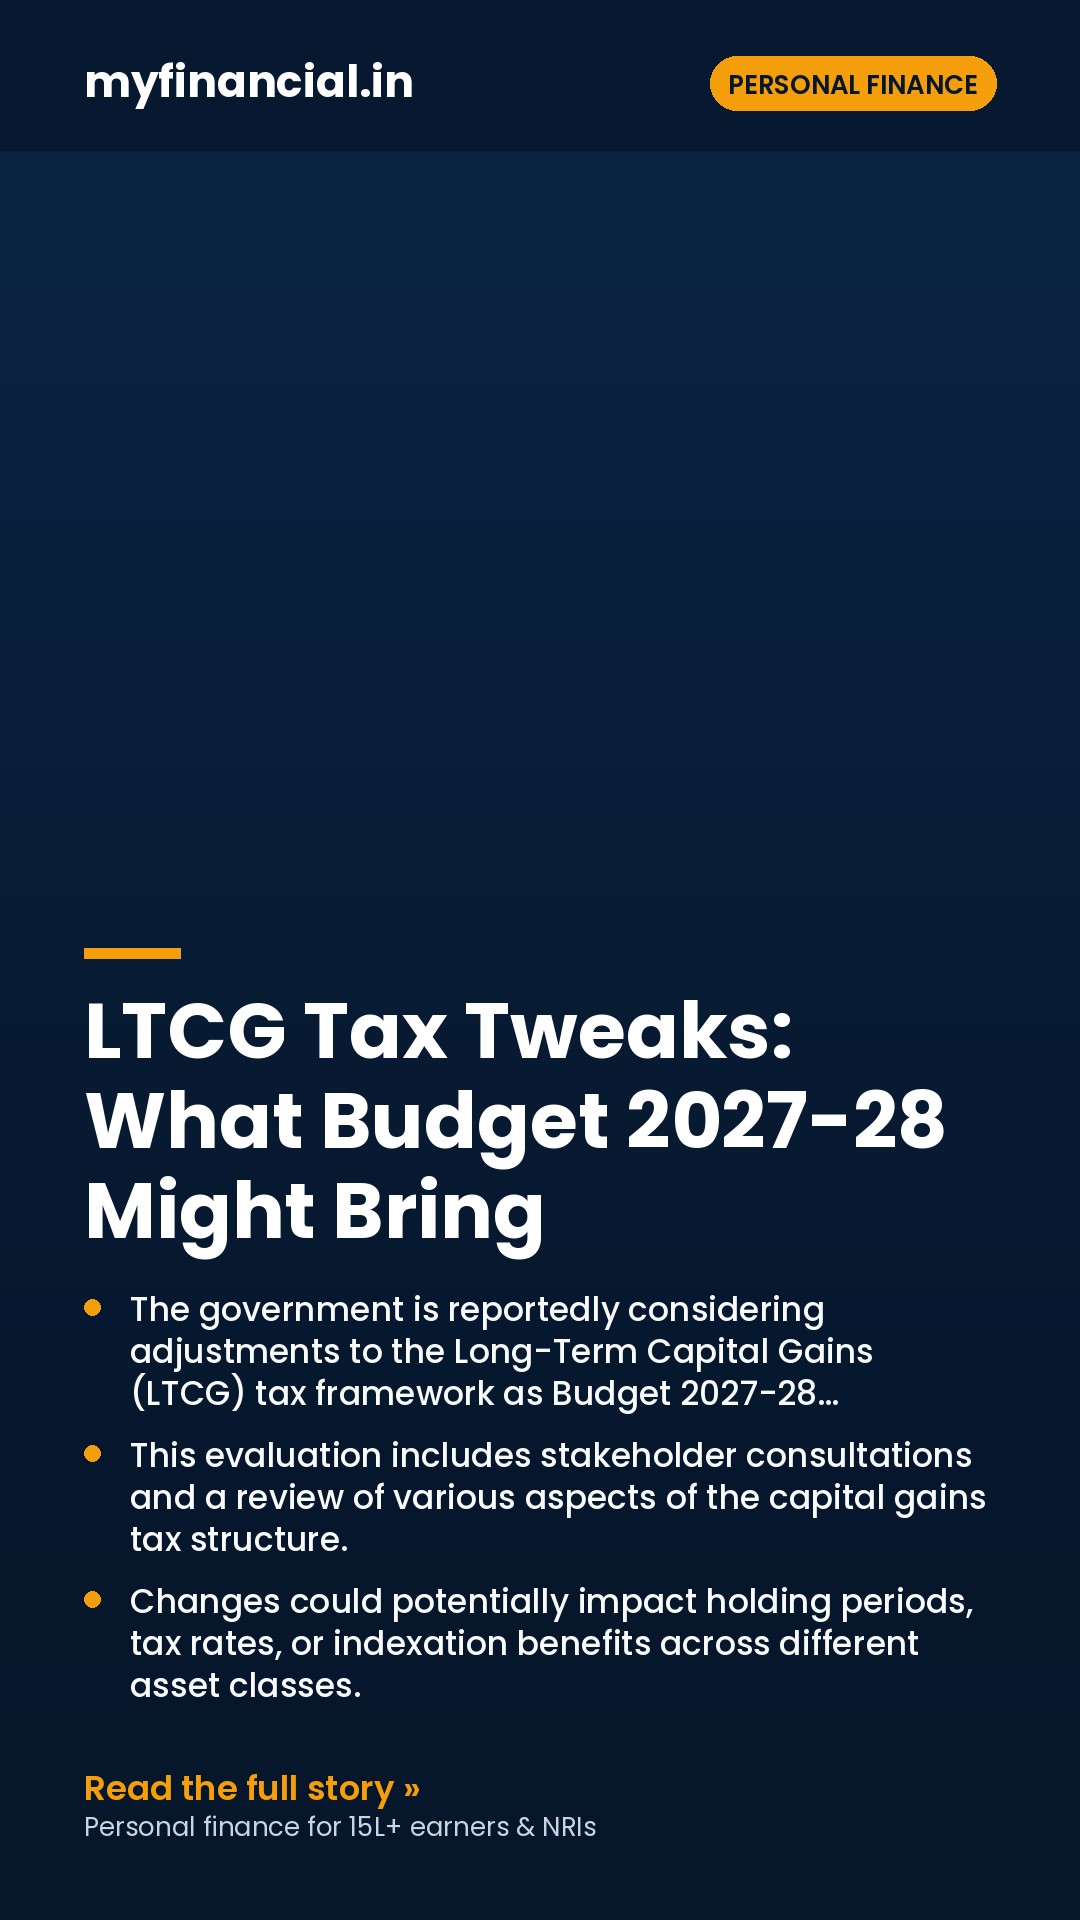 myfinancial.in
PERSONAL FINANCE
LTCG Tax Tweaks:
What Budget 2027-28
Might Bring
The government is reportedly considering
adjustments to the Long-Term Capital Gains
(LTCG) tax framework as Budget 2027-28...
This evaluation includes stakeholder consultations
and a review of various aspects of the capital gains
tax structure.
Changes could potentially impact holding periods,
tax rates, or indexation benefits across different
asset classes.
Read the full story »
Personal finance for 15L+ earners & NRIs